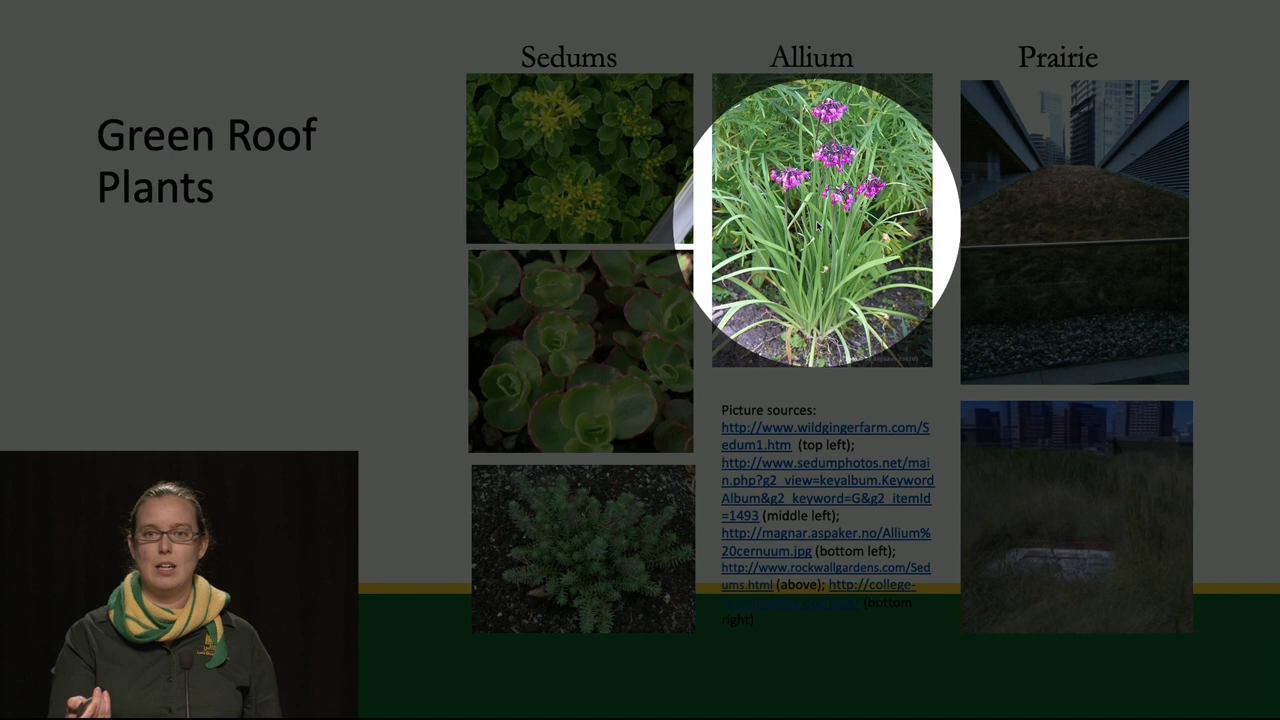 Green Roof
Plants
Sedums
Allium
Prairie
Picture sources:
http://www.wildgingerfarm.com/S
edum1.htm (top left);
http://www.sedumphotos.net/mai
n.php?g2_view=keyalbum.Keyword
Album&g2_keyword=G&g2_itemId
=1493 (middle left);
http://magnar.aspaker.no/Allium%
20cernuum.jpg (bottom left);
http://www.rockwallgardens.com/Sed
ums.html (above); http://college-
(bottom
right)